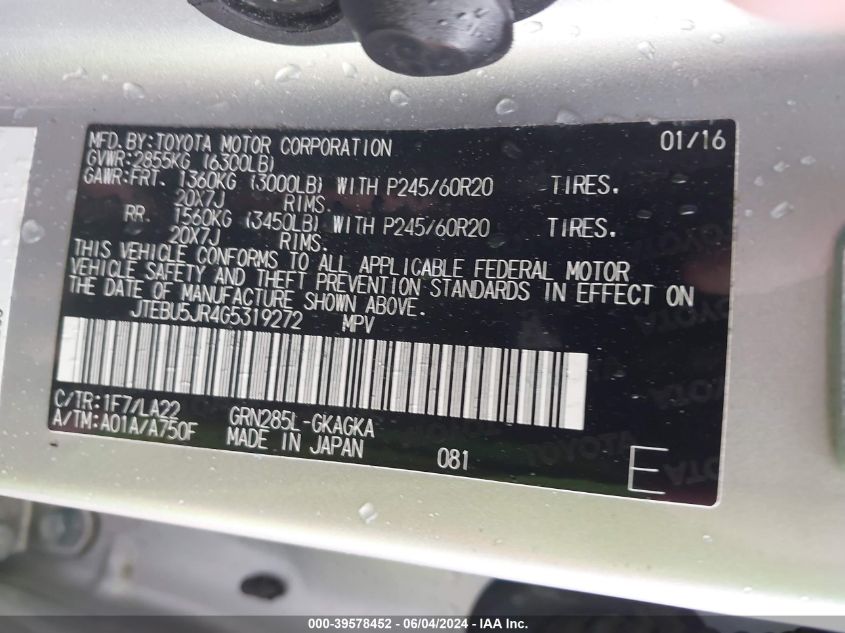 MFD.BY:TOYOTA MOTOR CORPORATION 01/16
GVWR:2855KG (6300LB)
GAWR:FRT. 1360KG (3000LB) WITH P245/60R20 TIRES.
20X7J RIMS.
RR. 1560KG (3450LB) WITH P245/60R20 TIRES.
20X7J RIMS.
THIS VEHICLE CONFORMS TO ALL APPLICABLE FEDERAL MOTOR
VEHICLE SAFETY AND THEFT PREVENTION STANDARDS IN EFFECT ON
THE DATE OF MANUFACTURE SHOWN ABOVE.
JTEBU5JR4G5319272 MPV
C/TR:1F7/LA22 GRN285L-GKAGKA
A/TM:A01A/A750F MADE IN JAPAN 081 E
TOYOTA
000-39578452 - 06/04/2024 - IAA Inc.